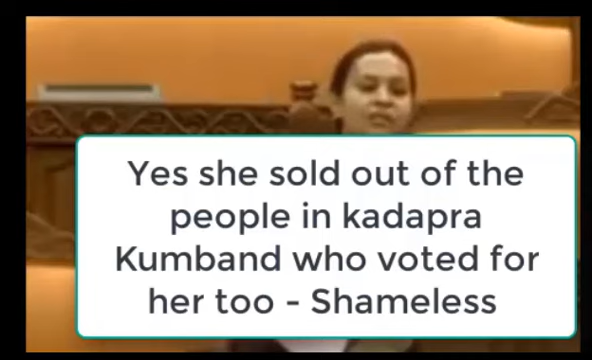 Yes she sold out of the
people in kadapra
Kumband who voted for
her too - Shameless